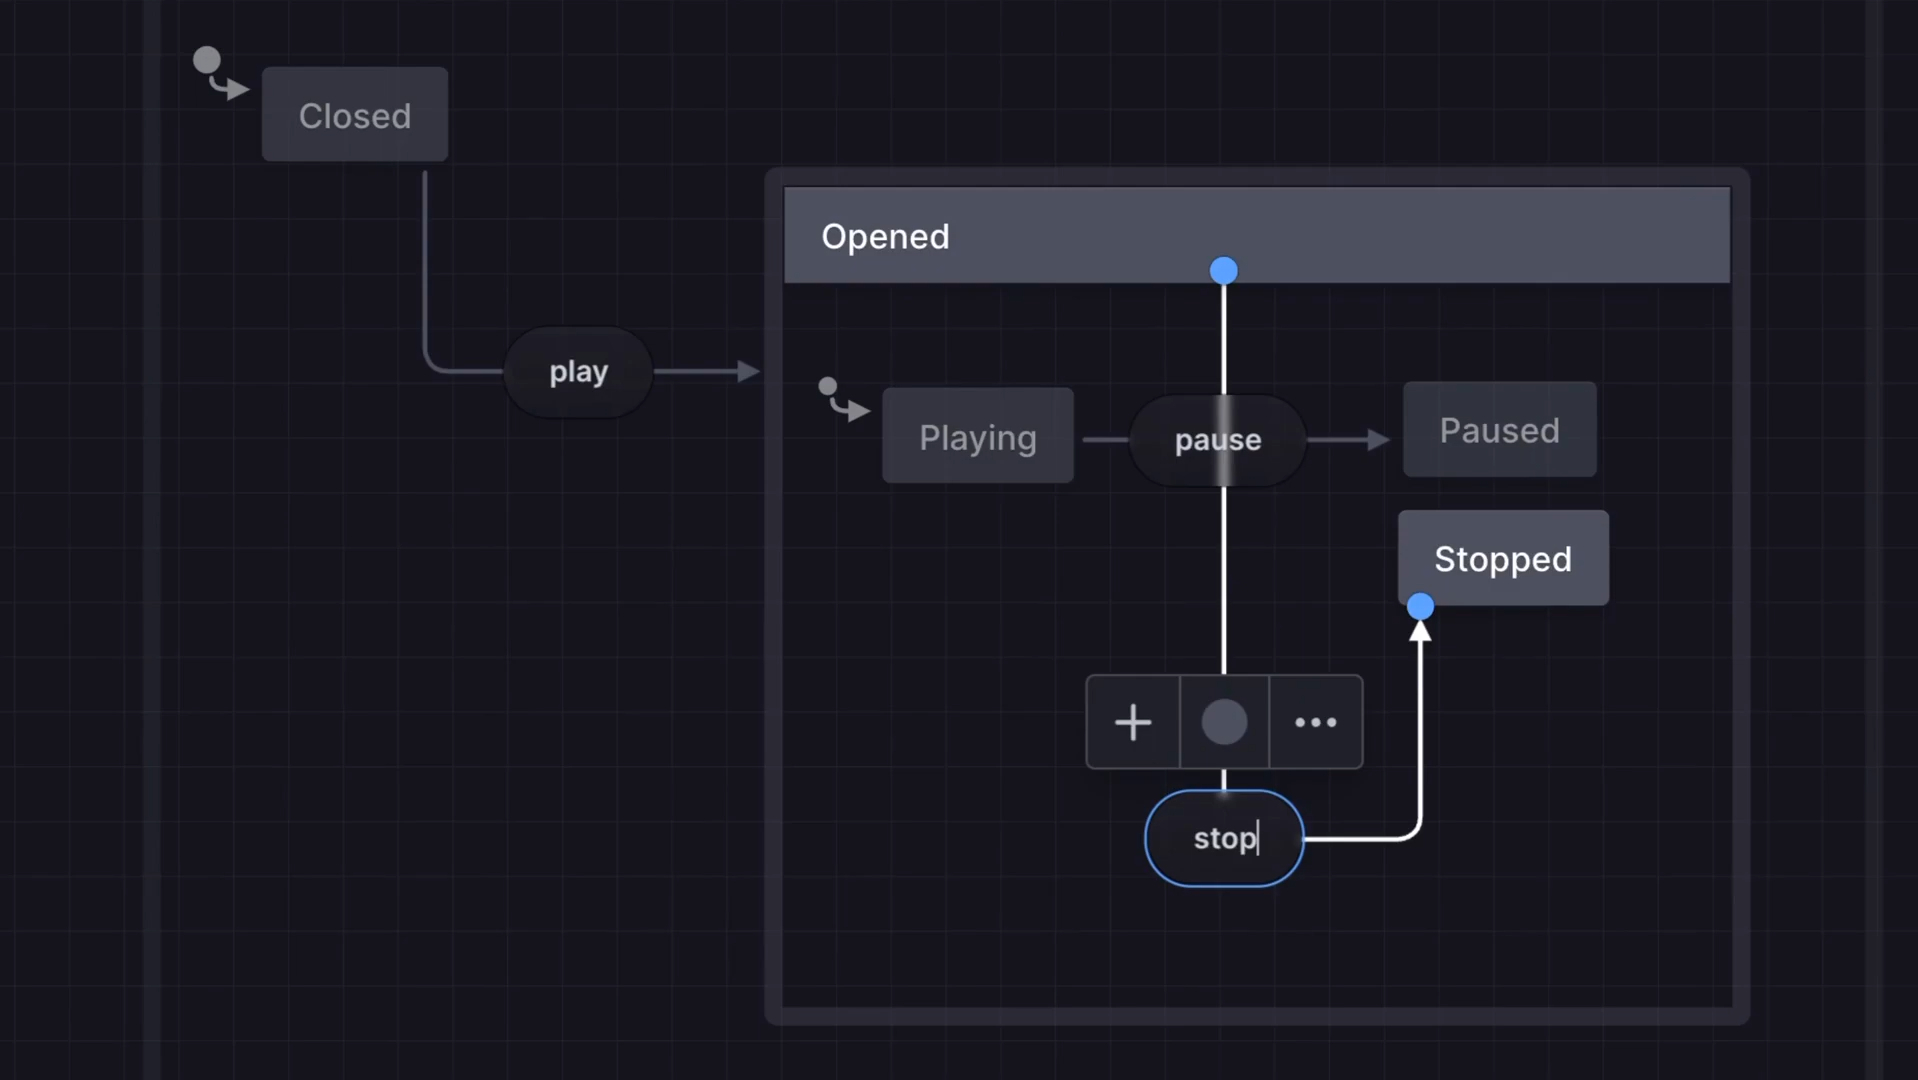 Closed
Opened
play
Playing
pause
Paused
Stopped
stop